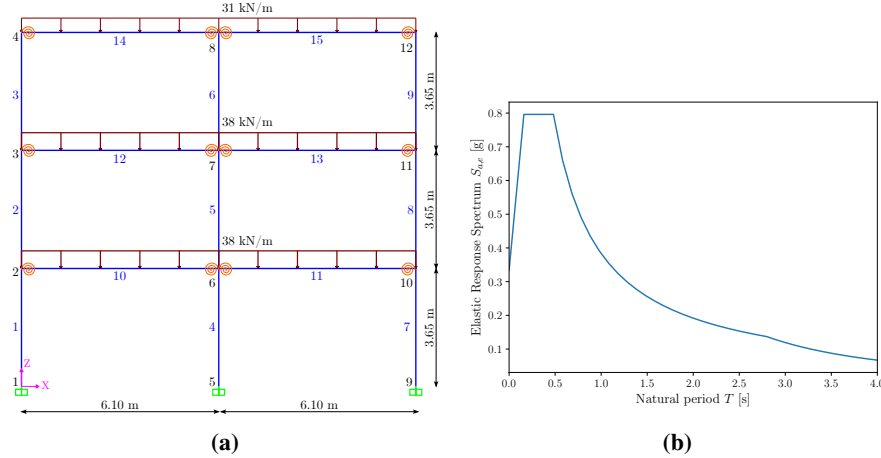 31 kN/m
4
14
8
15
12
3
6
9
3.65 m
38 kN/m
3
12
7
13
11
2
5
8
3.65 m
38 kN/m
2
10
6
11
10
1
4
7
3.65 m
Z
1
X
5
9
6.10 m
6.10 m
(a)
Elastic Response Spectrum S_{a,e} [g]
0.8
0.7
0.6
0.5
0.4
0.3
0.2
0.1
0.0 0.5 1.0 1.5 2.0 2.5 3.0 3.5 4.0
Natural period T [s]
(b)